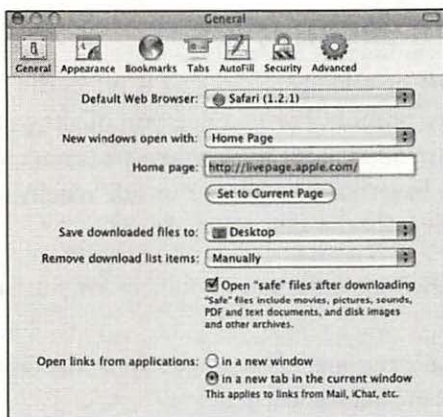 General
General Appearance Bookmarks Tabs AutoFill Security Advanced
Default Web Browser: Safari (1.2.1)
New windows open with: Home Page
Home page: http://livepage.apple.com/
Set to Current Page
Save downloaded files to: Desktop
Remove download list items: Manually
Open "safe" files after downloading
"Safe" files include movies, pictures, sounds,
PDF and text documents, and disk images
and other archives.
Open links from applications: in a new window
in a new tab in the current window
This applies to links from Mail, iChat, etc.